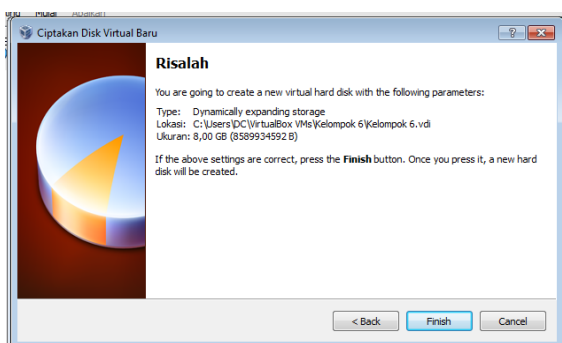 Mulai Abaikan
Ciptakan Disk Virtual Baru
Risalah
You are going to create a new virtual hard disk with the following parameters:
Type: Dynamically expanding storage
Lokasi: C:\Users\DC\VirtualBox VMs\Kelompok 6\Kelompok 6.vdi
Ukuran: 8,00 GB (8589934592 B)
If the above settings are correct, press the Finish button. Once you press it, a new hard
disk will be created.
< Back Finish Cancel